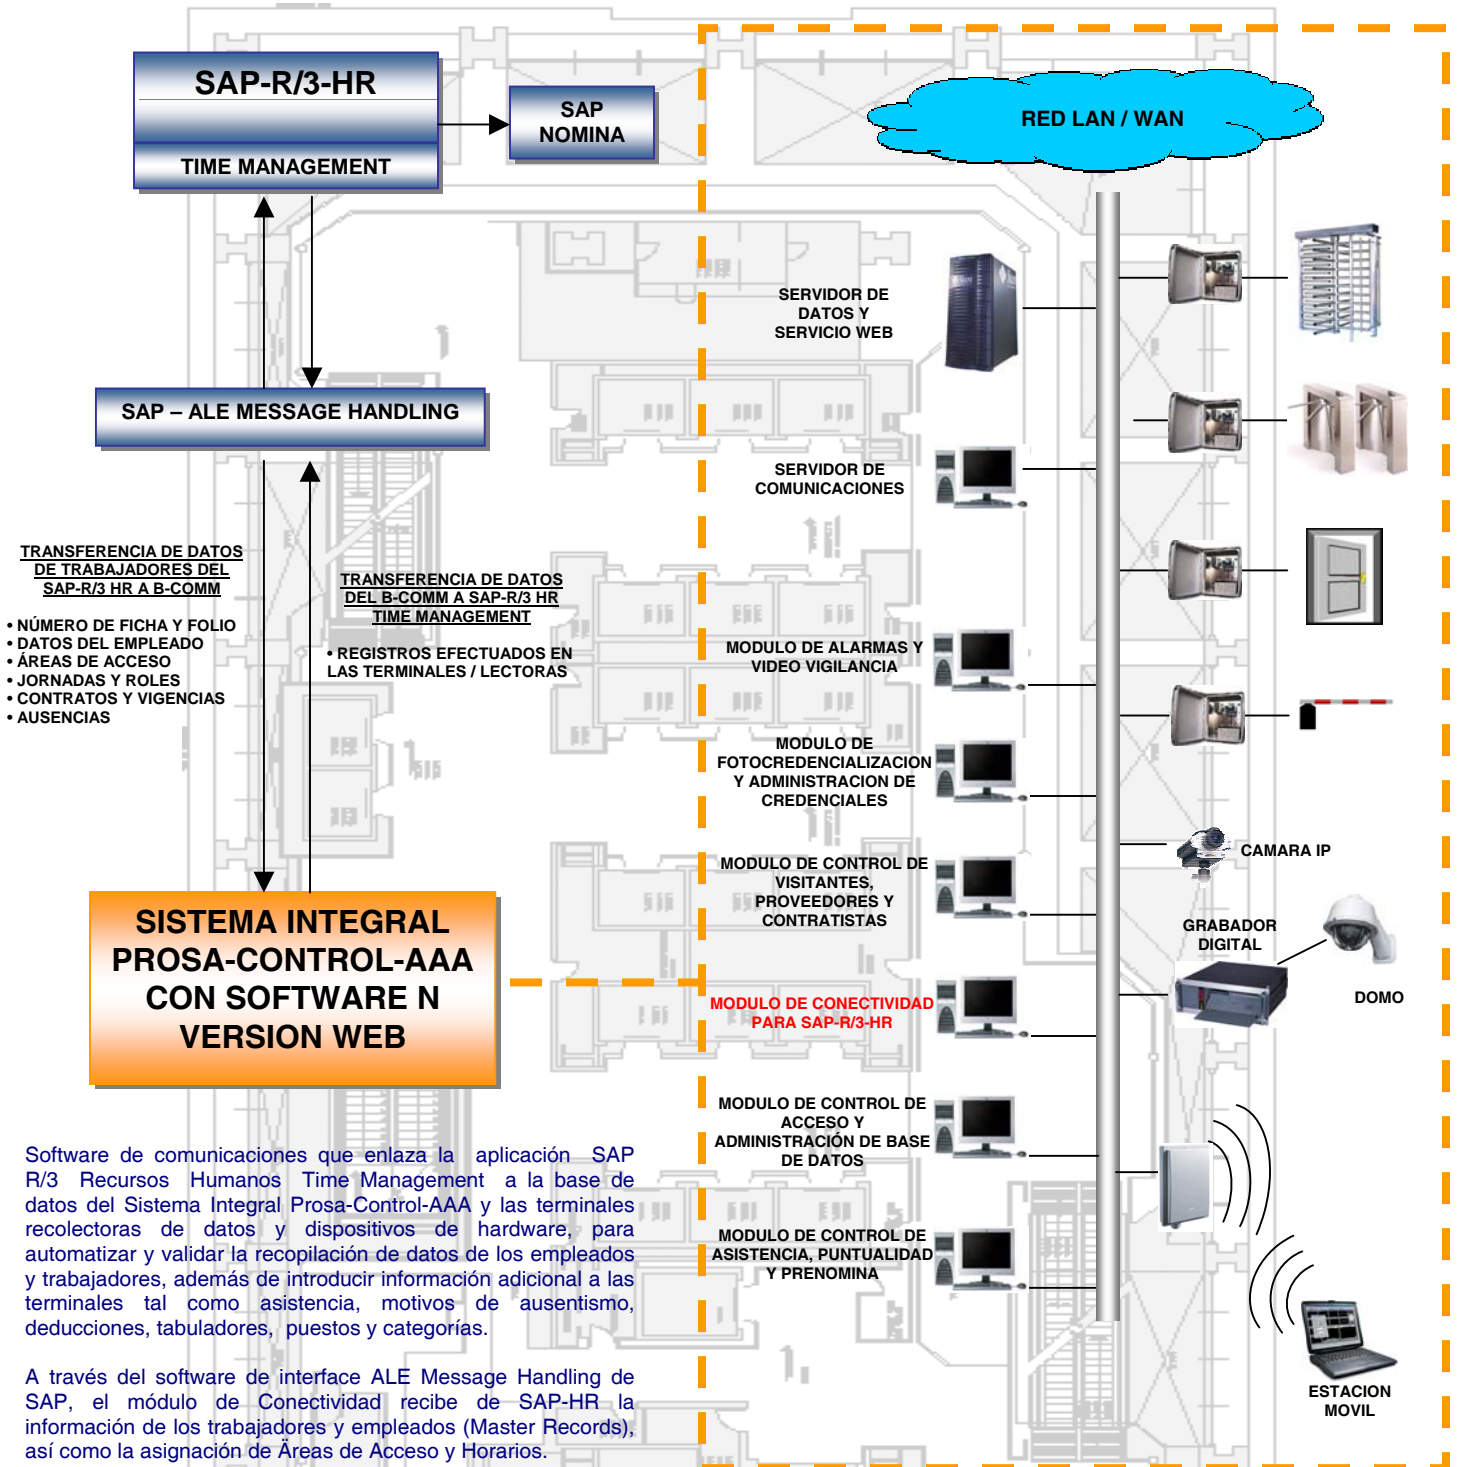 SAP-R/3-HR
TIME MANAGEMENT
SAP
NOMINA
RED LAN / WAN
SAP – ALE MESSAGE HANDLING
TRANSFERENCIA DE DATOS
DE TRABAJADORES DEL
SAP-R/3 HR A B-COMM
• NÚMERO DE FICHA Y FOLIO
• DATOS DEL EMPLEADO
• ÁREAS DE ACCESO
• JORNADAS Y ROLES
• CONTRATOS Y VIGENCIAS
• AUSENCIAS
TRANSFERENCIA DE DATOS
DEL B-COMM A SAP-R/3 HR
TIME MANAGEMENT
• REGISTROS EFECTUADOS EN
LAS TERMINALES / LECTORAS
SISTEMA INTEGRAL
PROSA-CONTROL-AAA
CON SOFTWARE N
VERSION WEB
Software de comunicaciones que enlaza la aplicación SAP
R/3 Recursos Humanos Time Management a la base de
datos del Sistema Integral Prosa-Control-AAA y las terminales
recolectoras de datos y dispositivos de hardware, para
automatizar y validar la recopilación de datos de los empleados
y trabajadores, además de introducir información adicional a las
terminales tal como asistencia, motivos de ausentismo,
deducciones, tabuladores, puestos y categorías.
A través del software de interface ALE Message Handling de
SAP, el módulo de Conectividad recibe de SAP-HR la
información de los trabajadores y empleados (Master Records),
así como la asignación de Äreas de Acceso y Horarios.
SERVIDOR DE
DATOS Y
SERVICIO WEB
SERVIDOR DE
COMUNICACIONES
MODULO DE ALARMAS Y
VIDEO VIGILANCIA
MODULO DE
FOTOCREDENCIALIZACION
Y ADMINISTRACION DE
CREDENCIALES
MODULO DE CONTROL DE
VISITANTES,
PROVEEDORES Y
CONTRATISTAS
MODULO DE CONECTIVIDAD
PARA SAP-R/3-HR
MODULO DE CONTROL DE
ACCESO Y
ADMINISTRACIÓN DE BASE
DE DATOS
MODULO DE CONTROL DE
ASISTENCIA, PUNTUALIDAD
Y PRENOMINA
CAMARA IP
GRABADOR
DIGITAL
DOMO
ESTACION
MOVIL